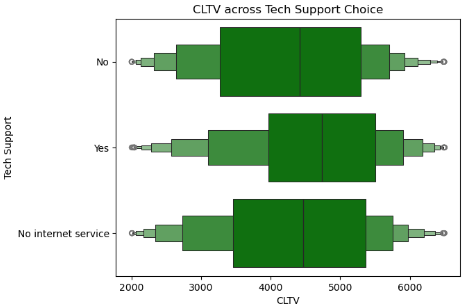 CLTV across Tech Support Choice
Tech Support
No
Yes
No internet service
2000 3000 4000 5000 6000
CLTV